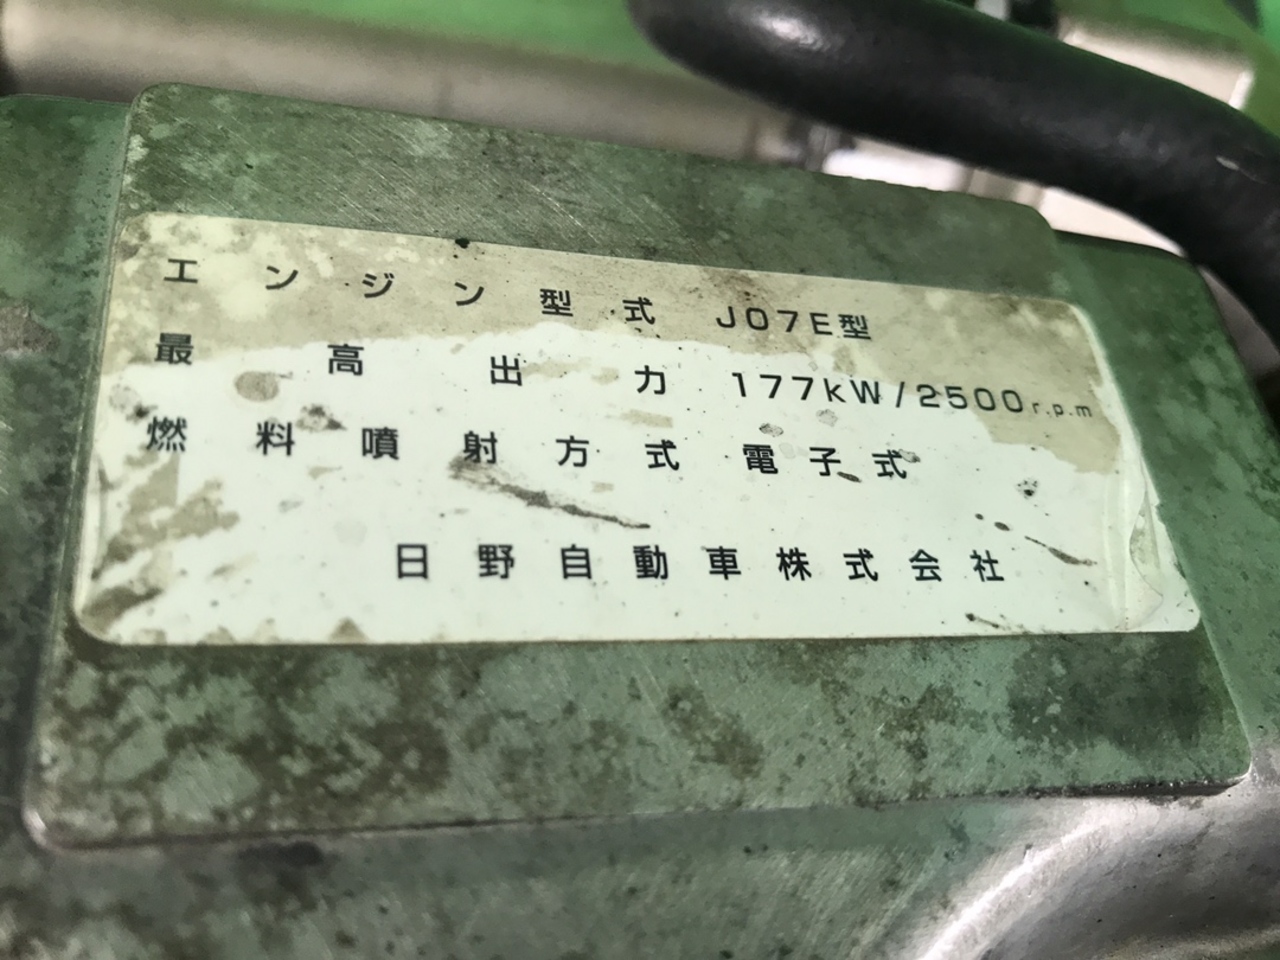 エンジン型式 J07E型
最高出力 177kW/2500r.p.m
燃料噴射方式 電子式
日野自動車株式会社